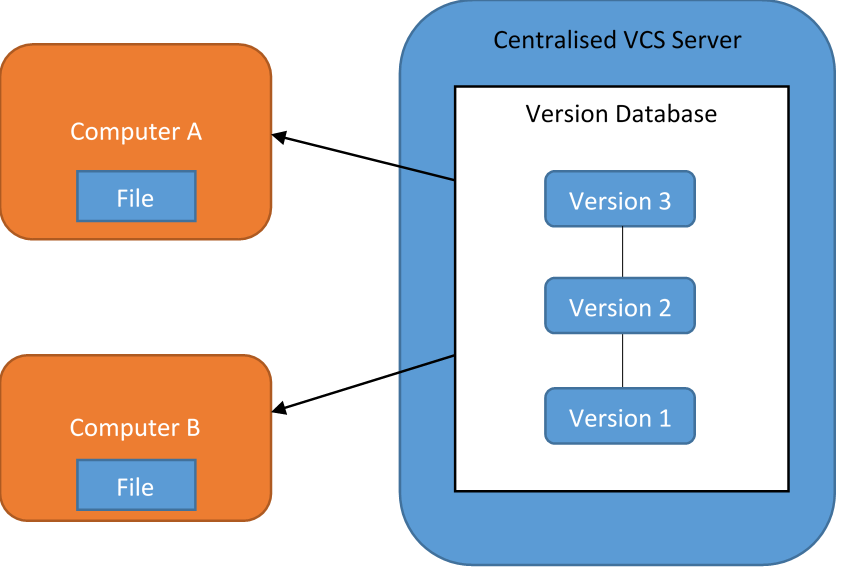 Centralised VCS Server
Computer A
File
Version Database
Version 3
Version 2
Version 1
Computer B
File